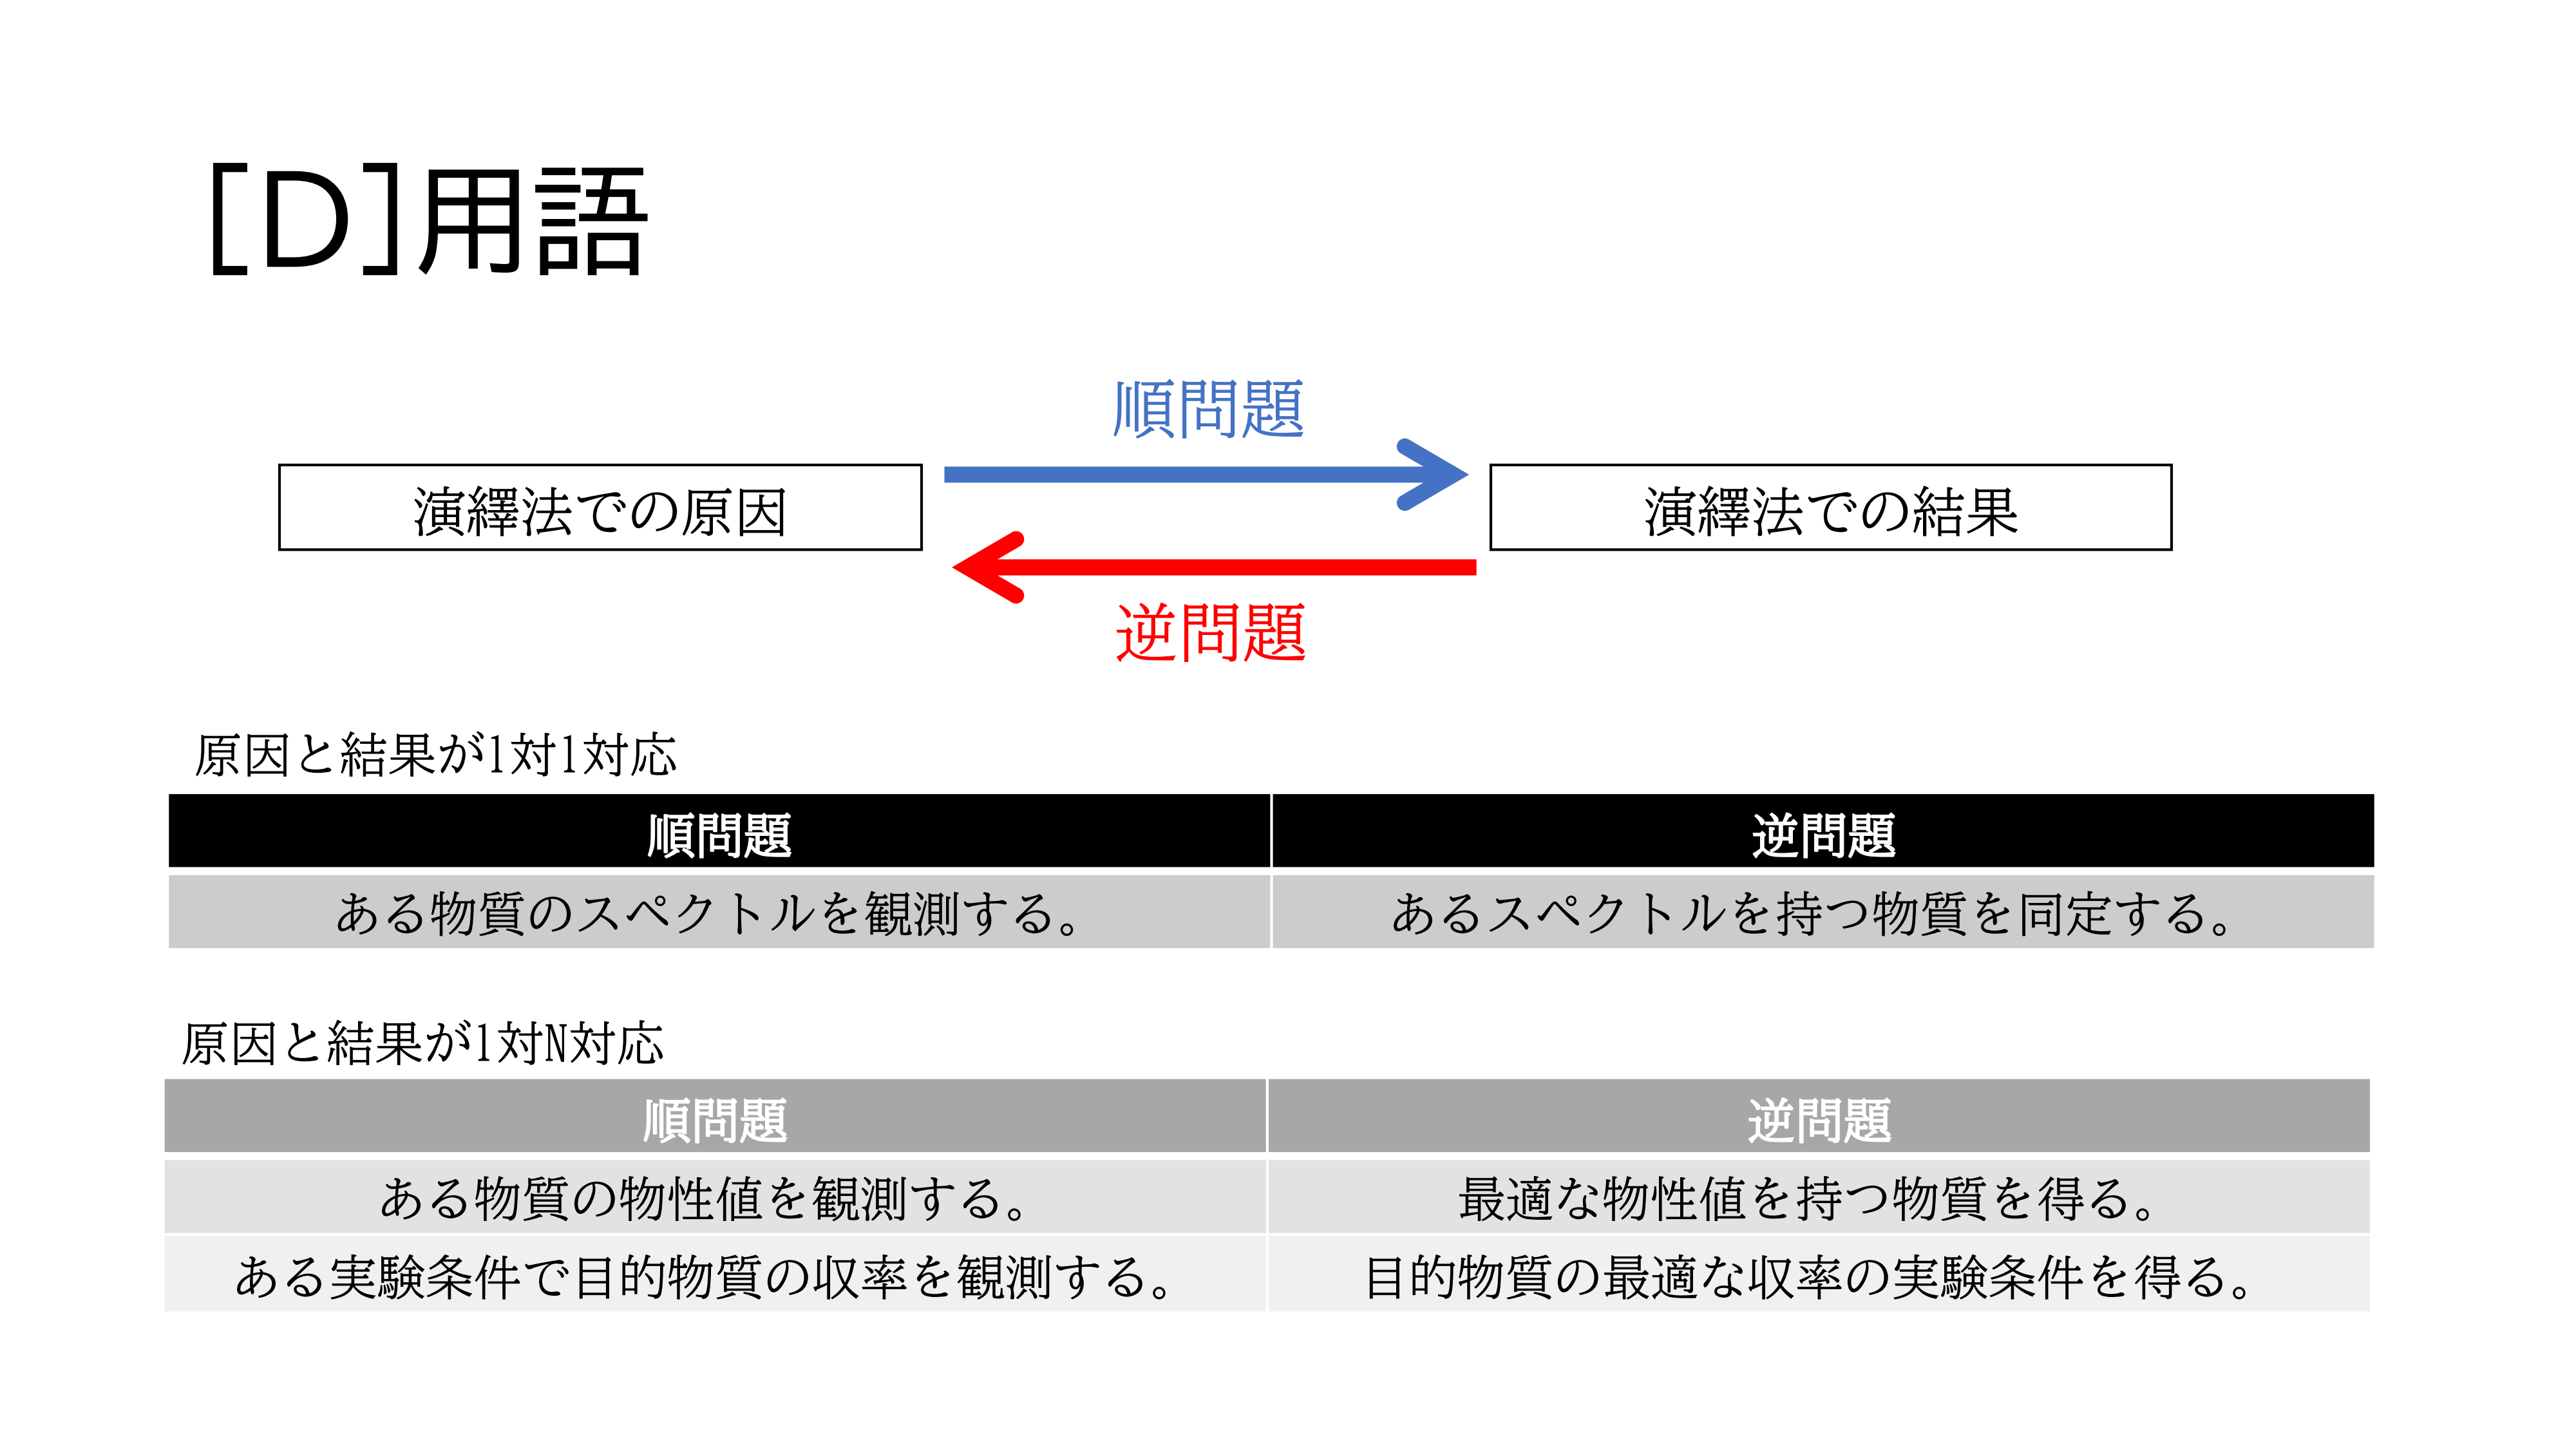 [D]用語
順問題
演繹法での原因
演繹法での結果
逆問題
原因と結果が1対1対応
順問題 逆問題
ある物質のスペクトルを観測する。 あるスペクトルを持つ物質を同定する。
原因と結果が1対N対応
順問題 逆問題
ある物質の物性値を観測する。 最適な物性値を持つ物質を得る。
ある実験条件で目的物質の収率を観測する。 目的物質の最適な収率の実験条件を得る。